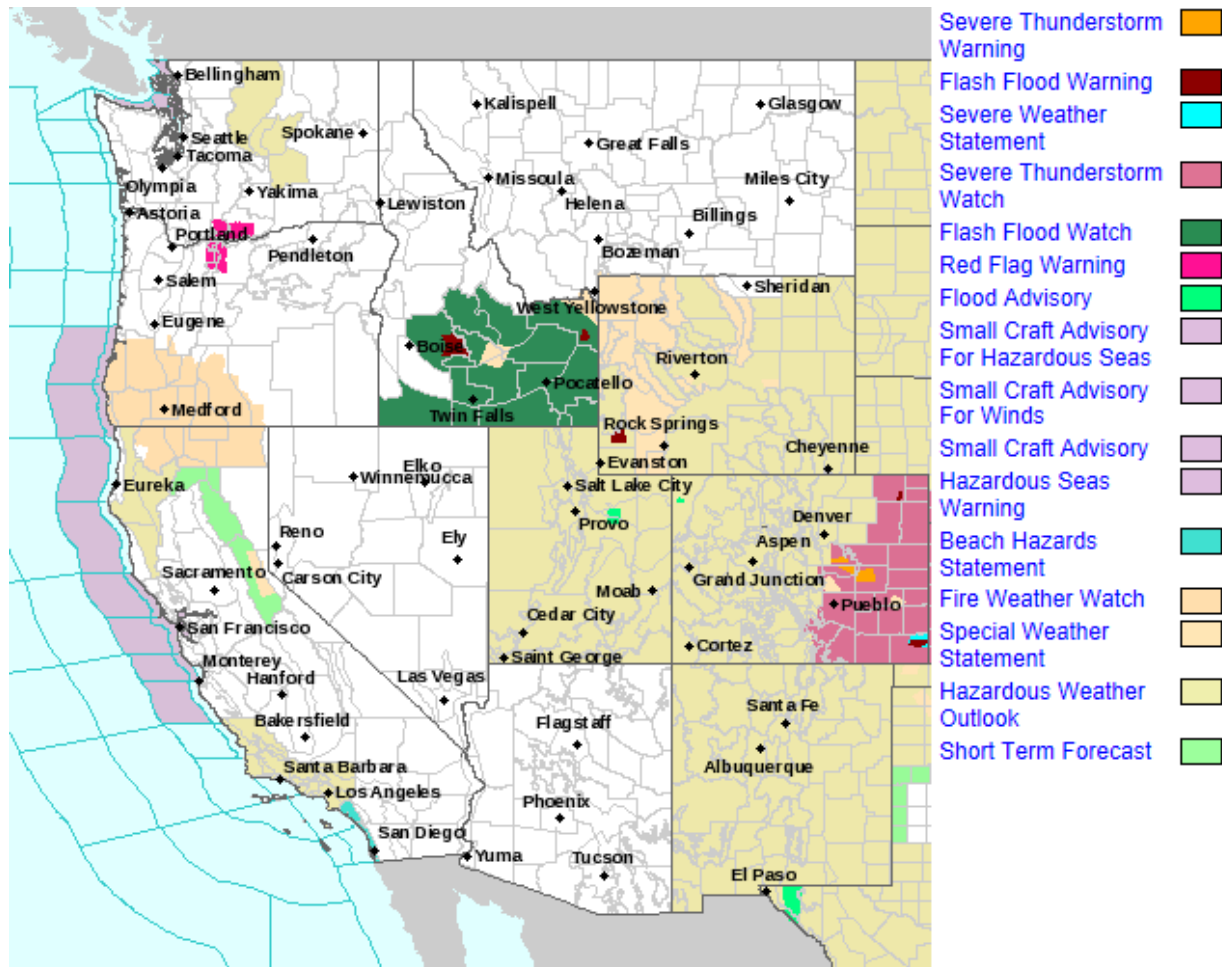 Bellingham
Kalispell
Glasgow
Spokane
Seattle
Great Falls
Tacoma
Missoula
Miles City
Olympia
Yakima
Helena
Lewiston
Billings
Astoria
Portland
Pendleton
Bozeman
Salem
Sheridan
West Yellowstone
Eugene
Boise
Riverton
Pocatello
Medford
Twin Falls
Rock Springs
Cheyenne
Elko
Evanston
Eureka
Winnemucca
Salt Lake City
Provo
Denver
Reno
Ely
Aspen
Sacramento
Carson City
Grand Junction
Moab
Pueblo
Cedar City
San Francisco
Cortez
Saint George
Monterey
Hanford
Las Vegas
Santa Fe
Bakersfield
Flagstaff
Albuquerque
Santa Barbara
Los Angeles
Phoenix
San Diego
Yuma
Tucson
El Paso
Severe Thunderstorm
Warning
Flash Flood Warning
Severe Weather
Statement
Severe Thunderstorm
Watch
Flash Flood Watch
Red Flag Warning
Flood Advisory
Small Craft Advisory
For Hazardous Seas
Small Craft Advisory
For Winds
Small Craft Advisory
Hazardous Seas
Warning
Beach Hazards
Statement
Fire Weather Watch
Special Weather
Statement
Hazardous Weather
Outlook
Short Term Forecast